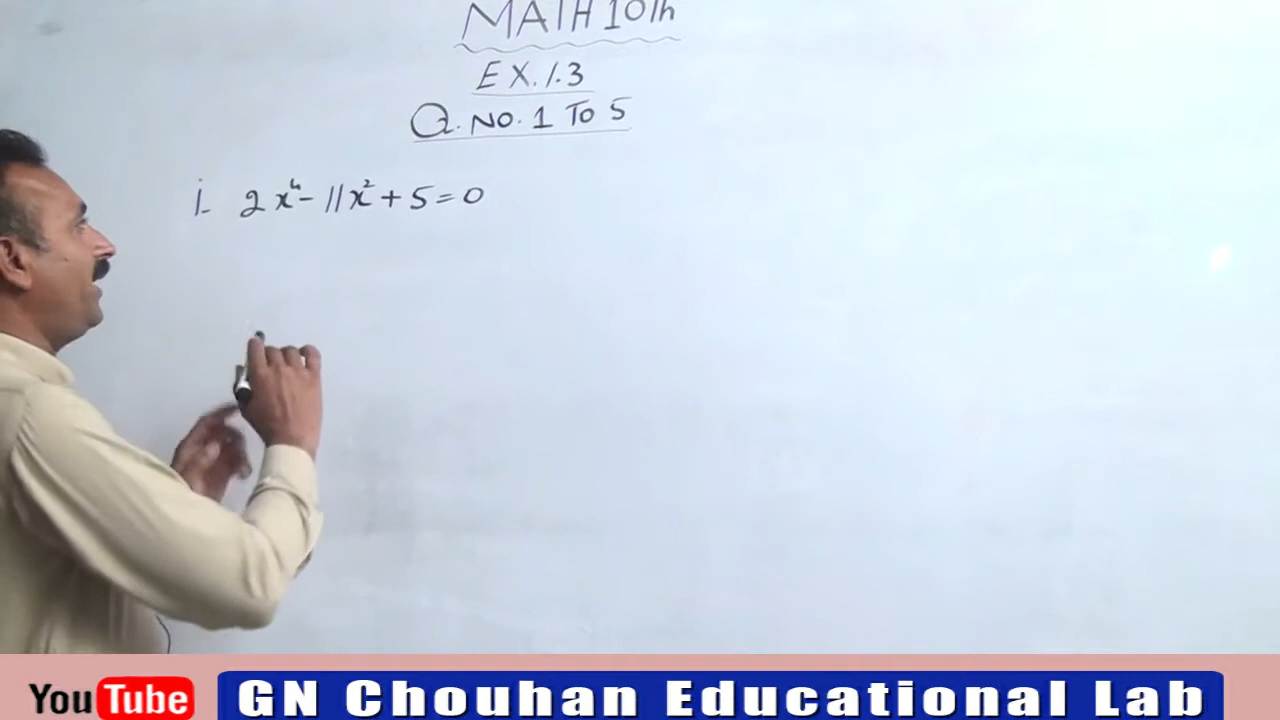 MATH 10th
EX. 1.3
Q. NO. 1 TO 5
i. 2x⁴ - 11x² + 5 = 0
YouTube GN Chouhan Educational Lab